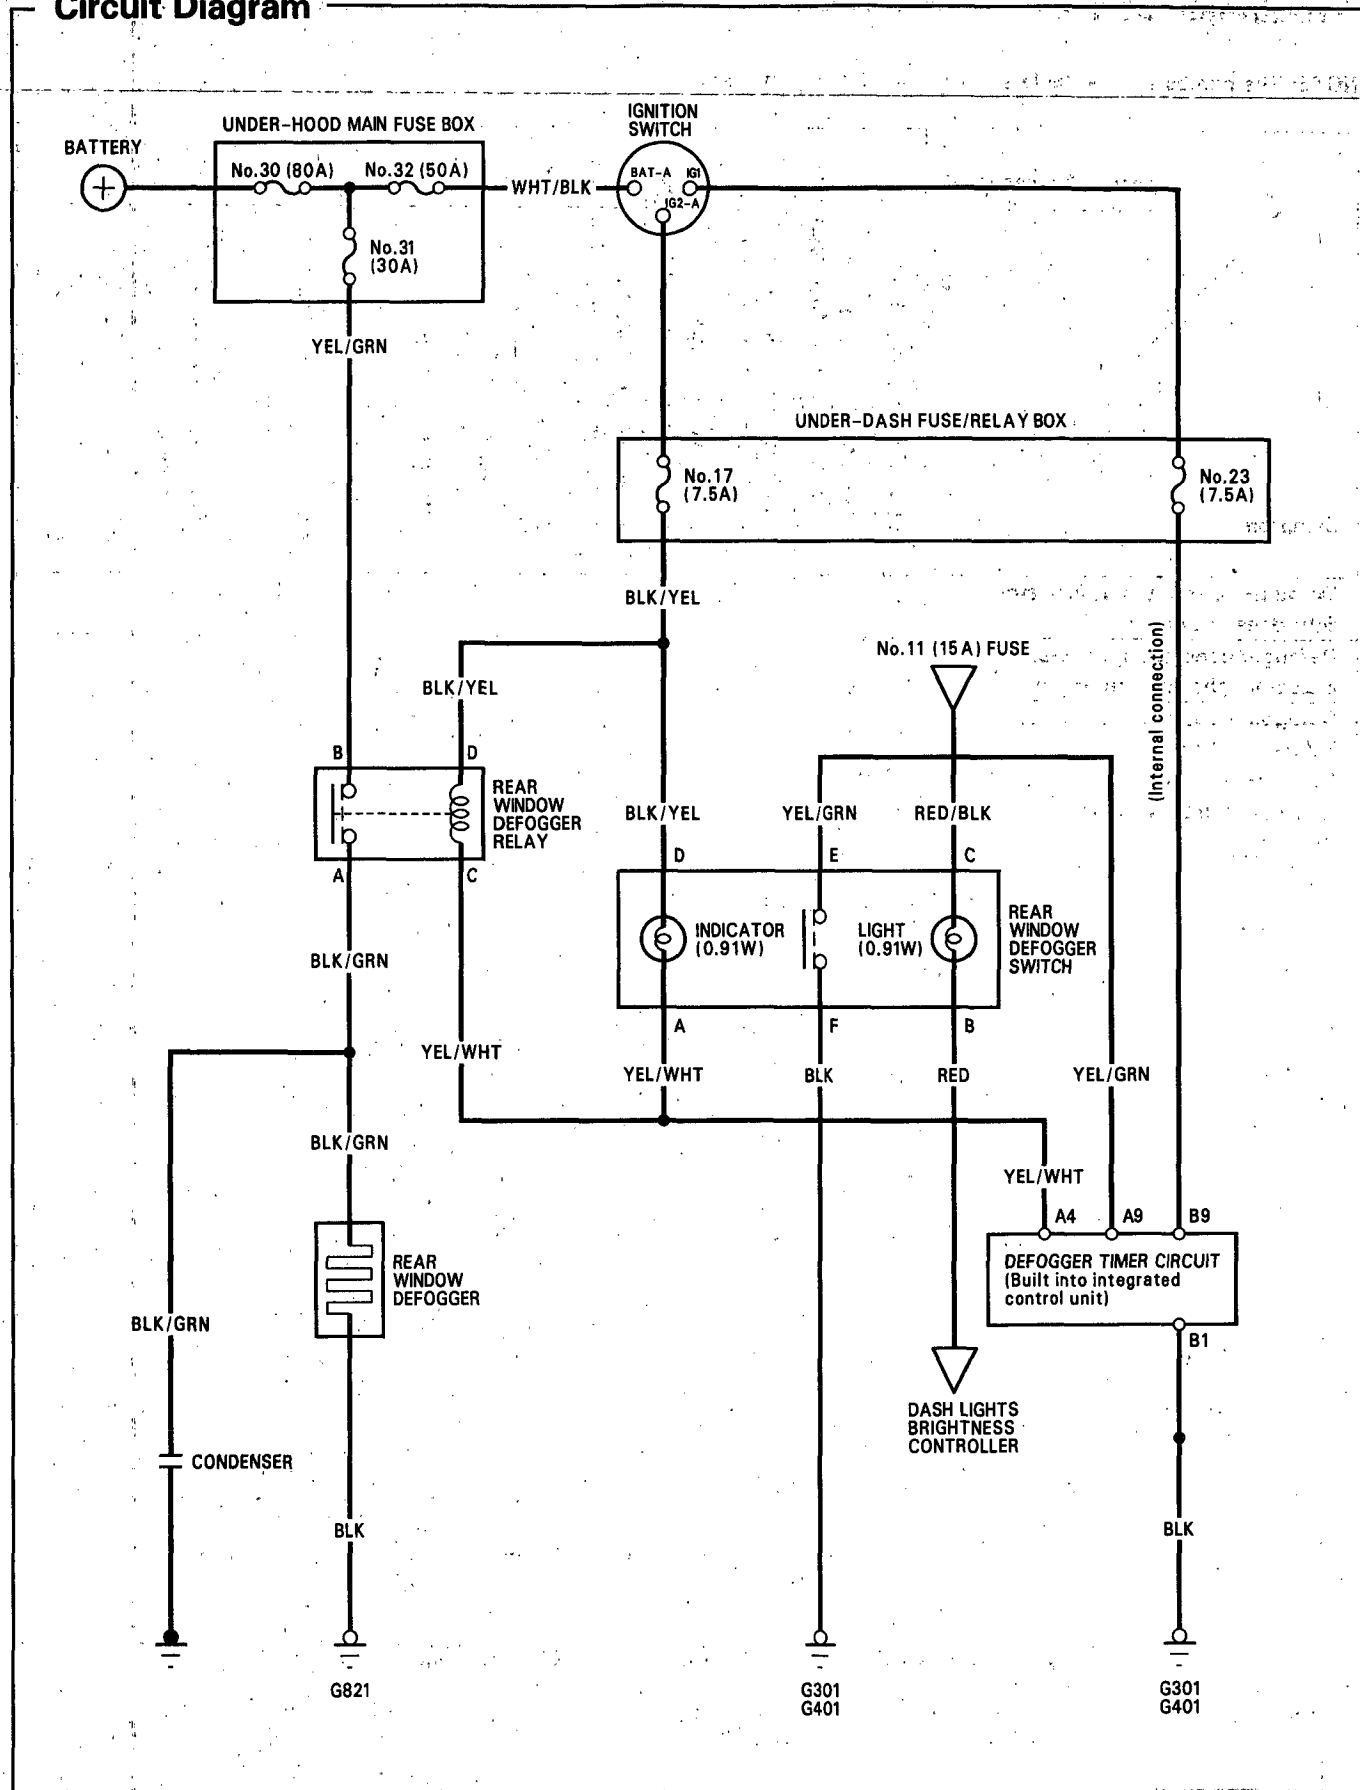 Circuit Diagram
IGNITION
SWITCH
UNDER-HOOD MAIN FUSE BOX
BATTERY
No.30 (80A)
No.32 (50A)
WHT/BLK
BAT-A
IG1
IG2-A
No.31
(30A)
YEL/GRN
UNDER-DASH FUSE/RELAY BOX
No.17
(7.5A)
No.23
(7.5A)
BLK/YEL
No.11 (15A) FUSE
(Internal connection)
BLK/YEL
B
D
REAR
WINDOW
DEFOGGER
RELAY
BLK/YEL
YEL/GRN
RED/BLK
A
C
D
E
C
INDICATOR
(0.91W)
LIGHT
(0.91W)
REAR
WINDOW
DEFOGGER
SWITCH
BLK/GRN
A
F
B
YEL/WHT
YEL/WHT
BLK
RED
YEL/GRN
BLK/GRN
YEL/WHT
A4
A9
B9
DEFOGGER TIMER CIRCUIT
(Built into integrated
control unit)
REAR
WINDOW
DEFOGGER
BLK/GRN
B1
DASH LIGHTS
BRIGHTNESS
CONTROLLER
CONDENSER
BLK
BLK
G821
G301
G401
G301
G401